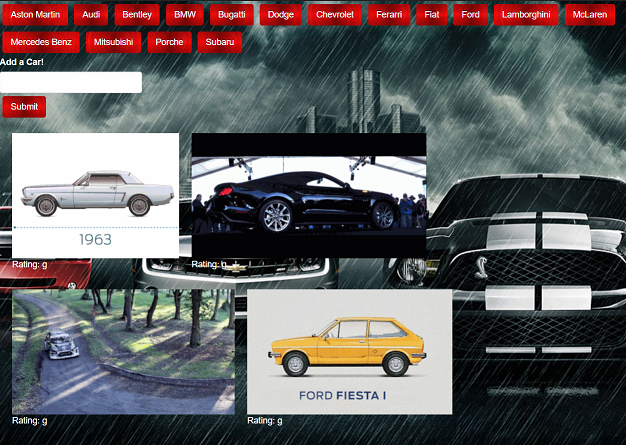 Aston Martin Audi Bentley BMW Bugatti Dodge Chevrolet Ferarri Fiat Ford Lamborghini McLaren
Mercedes Benz Mitsubishi Porche Subaru
Add a Car!
Submit
1963
Rating: g Rating: g
FORD FIESTA I
Rating: g Rating: g